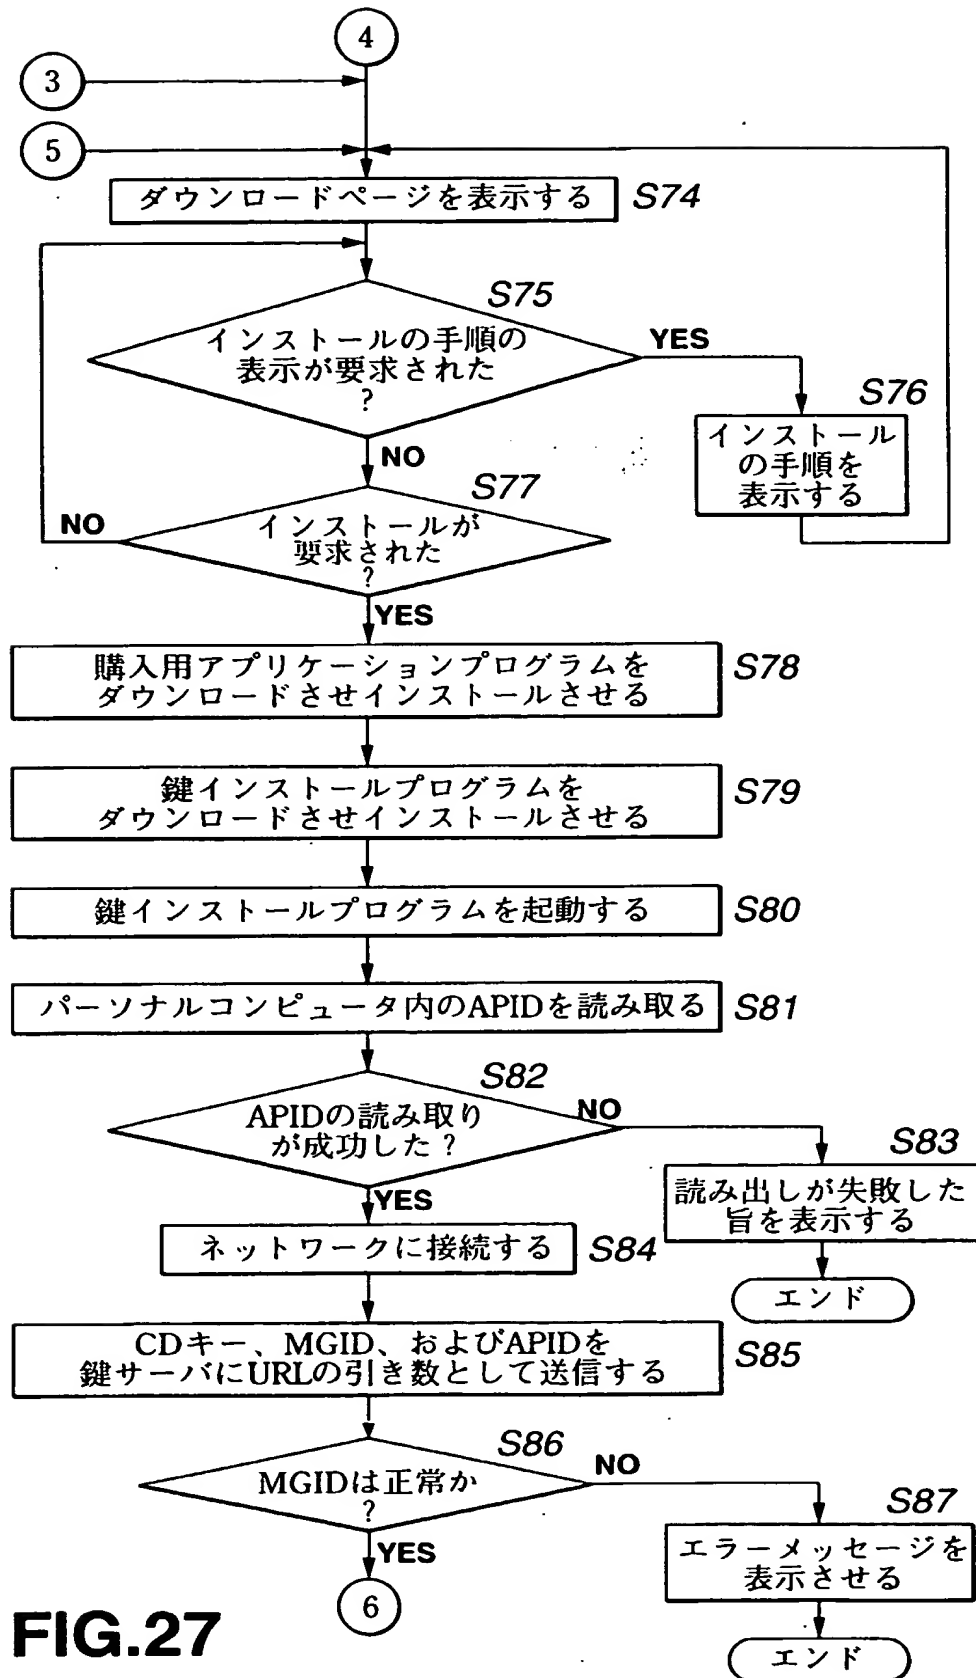 4
3
5
ダウンロードページを表示する
S74
S75
インストールの手順の
表示が要求された
?
YES
S76
インストール
の手順を
表示する
NO
S77
インストールが
要求された
?
NO
YES
購入用アプリケーションプログラムを
ダウンロードさせインストールさせる
S78
鍵インストールプログラムを
ダウンロードさせインストールさせる
S79
鍵インストールプログラムを起動する
S80
パーソナルコンピュータ内のAPIDを読み取る
S81
S82
APIDの読み取り
が成功した?
NO
S83
読み出しが失敗した
旨を表示する
エンド
YES
ネットワークに接続する
S84
CDキー、MGID、およびAPIDを
鍵サーバにURLの引き数として送信する
S85
S86
MGIDは正常か
?
NO
S87
エラーメッセージを
表示させる
エンド
YES
6
FIG.27